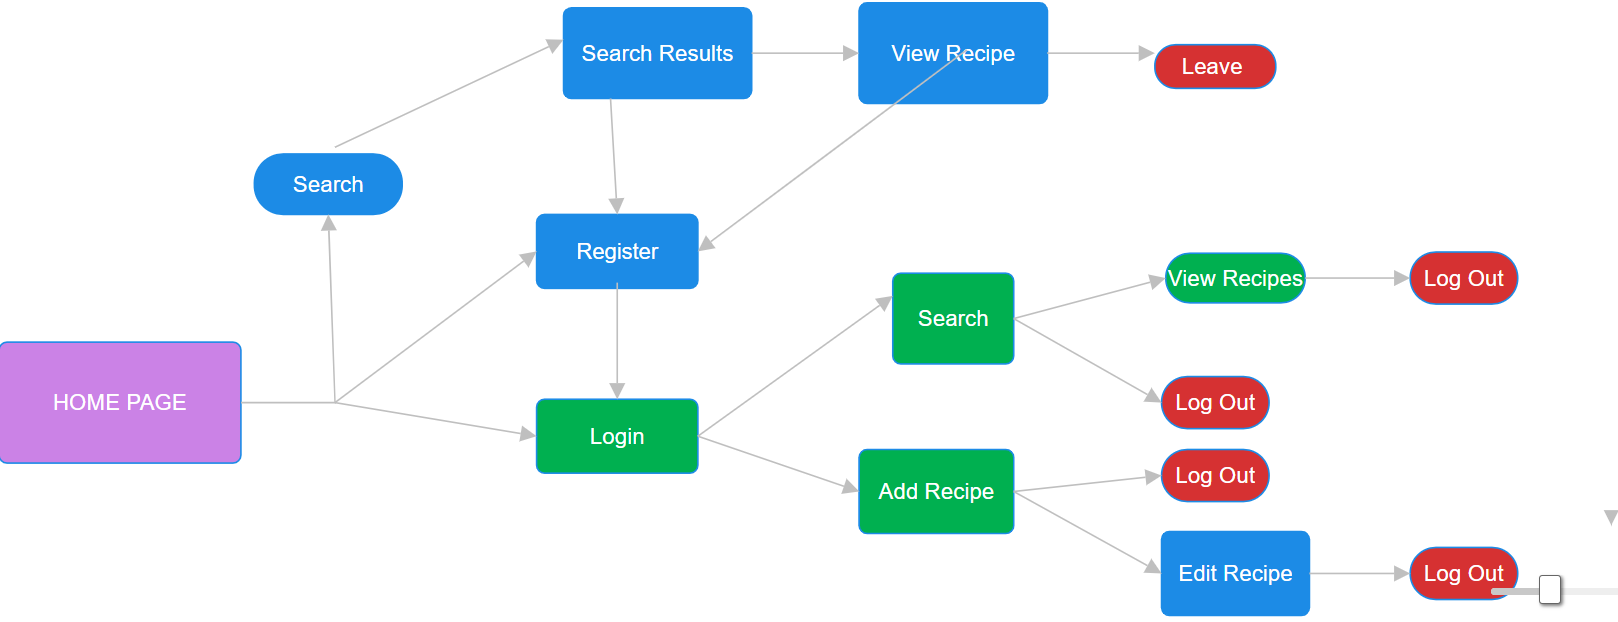 Search Results
View Recipe
Leave
Search
Register
View Recipes
Log Out
Search
HOME PAGE
Log Out
Login
Log Out
Add Recipe
Edit Recipe
Log Out